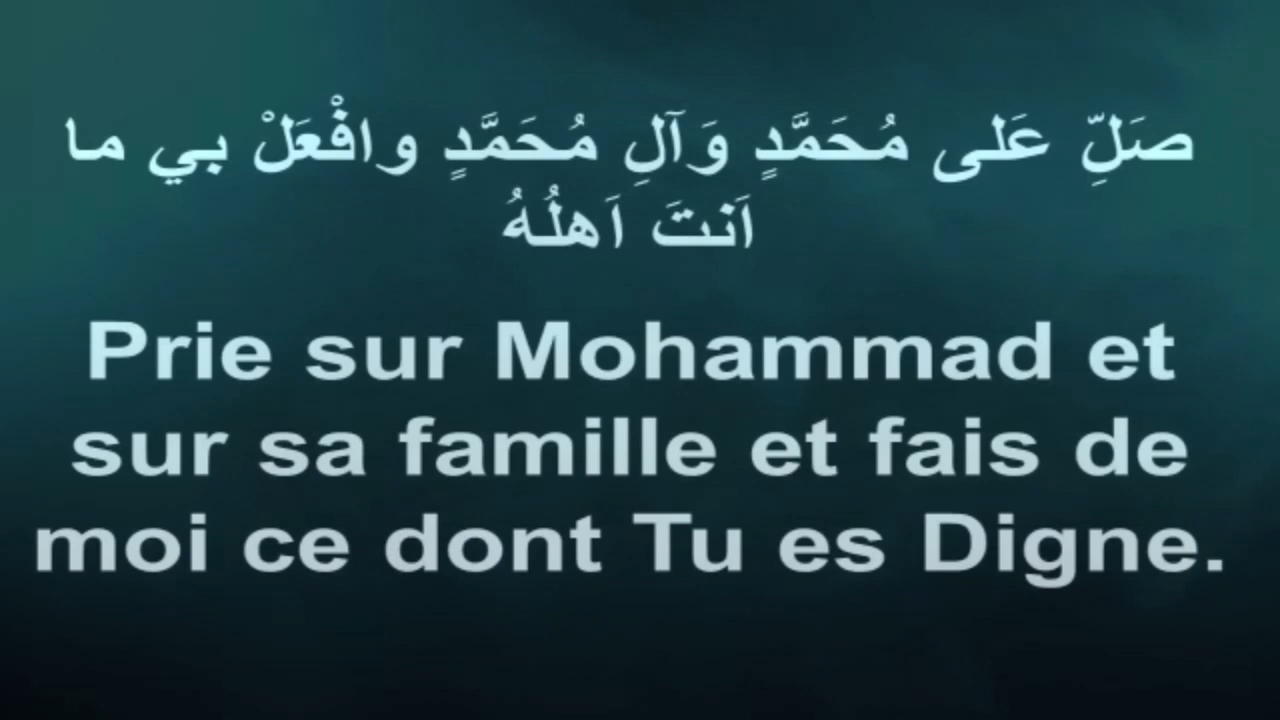 صَلِّ عَلى مُحَمَّدٍ وَآلِ مُحَمَّدٍ وافْعَلْ بي ما
اَنتَ اَهلُهُ
Prie sur Mohammad et
sur sa famille et fais de
moi ce dont Tu es Digne.